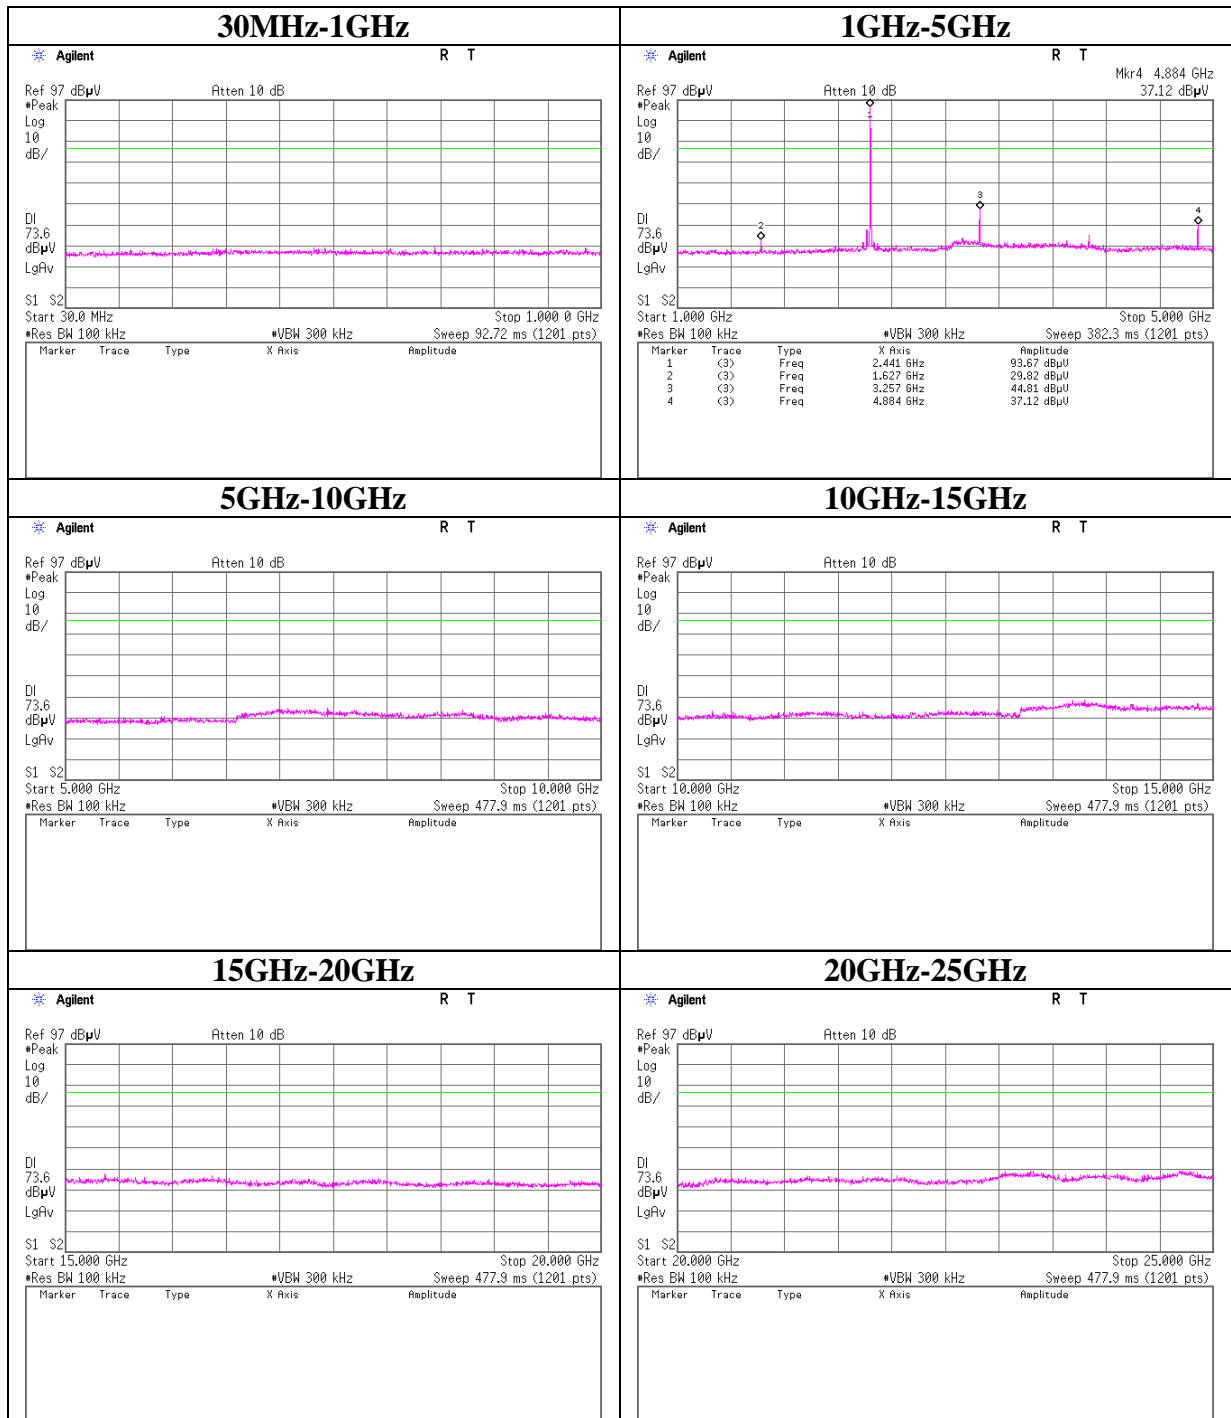 30MHz-1GHz
Agilent R T
Ref 97 dBµV Atten 10 dB
#Peak
Log
10
dB/
DI
73.6
dBµV
LgAv
S1 S2
Start 30.0 MHz Stop 1.000 0 GHz
#Res BW 100 kHz #VBW 300 kHz Sweep 92.72 ms (1201 pts)
Marker Trace Type X Axis Amplitude
1GHz-5GHz
Agilent R T
Mkr4 4.884 GHz
Ref 97 dBµV Atten 10 dB 37.12 dBµV
#Peak
Log
10
dB/
1
3
4
2
DI
73.6
dBµV
LgAv
S1 S2
Start 1.000 GHz Stop 5.000 GHz
#Res BW 100 kHz #VBW 300 kHz Sweep 382.3 ms (1201 pts)
Marker Trace Type X Axis Amplitude
1 (3) Freq 2.441 GHz 93.67 dBµV
2 (3) Freq 1.627 GHz 29.82 dBµV
3 (3) Freq 3.257 GHz 44.81 dBµV
4 (3) Freq 4.884 GHz 37.12 dBµV
5GHz-10GHz
Agilent R T
Ref 97 dBµV Atten 10 dB
#Peak
Log
10
dB/
DI
73.6
dBµV
LgAv
S1 S2
Start 5.000 GHz Stop 10.000 GHz
#Res BW 100 kHz #VBW 300 kHz Sweep 477.9 ms (1201 pts)
Marker Trace Type X Axis Amplitude
10GHz-15GHz
Agilent R T
Ref 97 dBµV Atten 10 dB
#Peak
Log
10
dB/
DI
73.6
dBµV
LgAv
S1 S2
Start 10.000 GHz Stop 15.000 GHz
#Res BW 100 kHz #VBW 300 kHz Sweep 477.9 ms (1201 pts)
Marker Trace Type X Axis Amplitude
15GHz-20GHz
Agilent R T
Ref 97 dBµV Atten 10 dB
#Peak
Log
10
dB/
DI
73.6
dBµV
LgAv
S1 S2
Start 15.000 GHz Stop 20.000 GHz
#Res BW 100 kHz #VBW 300 kHz Sweep 477.9 ms (1201 pts)
Marker Trace Type X Axis Amplitude
20GHz-25GHz
Agilent R T
Ref 97 dBµV Atten 10 dB
#Peak
Log
10
dB/
DI
73.6
dBµV
LgAv
S1 S2
Start 20.000 GHz Stop 25.000 GHz
#Res BW 100 kHz #VBW 300 kHz Sweep 477.9 ms (1201 pts)
Marker Trace Type X Axis Amplitude